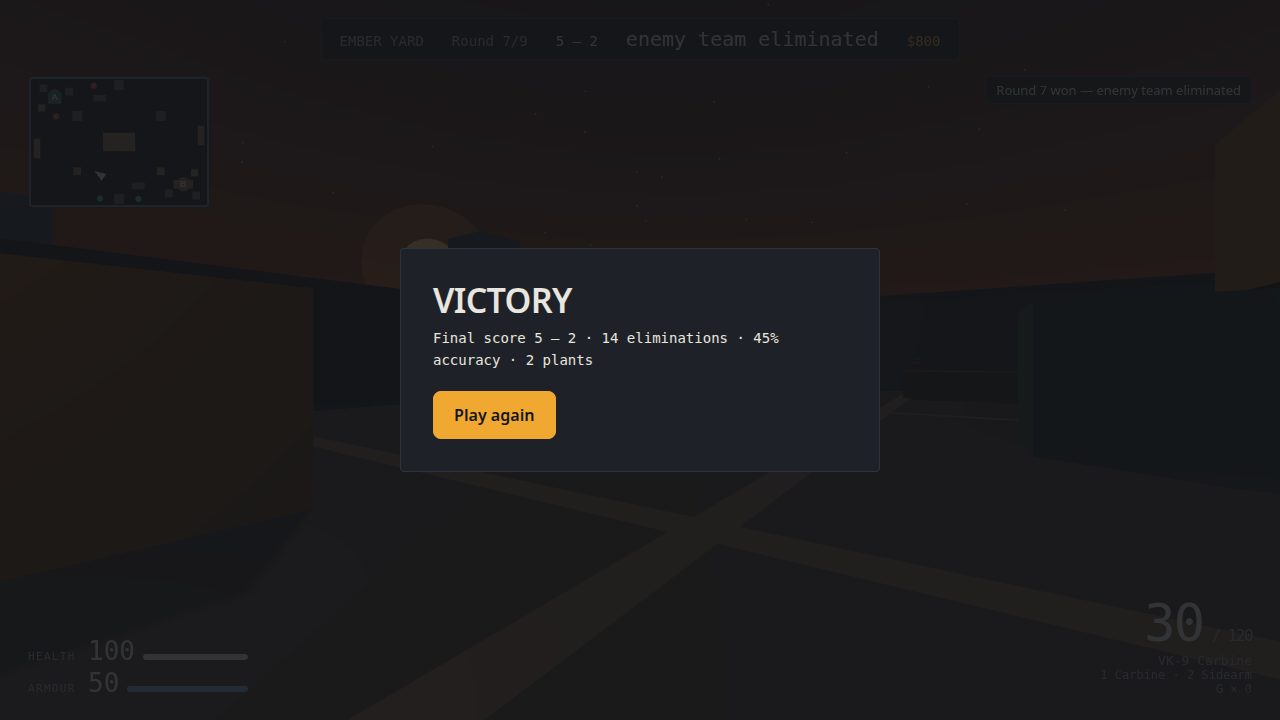 EMBER YARD Round 7/9 5 — 2 enemy team eliminated $800
A
Round 7 won — enemy team eliminated
B
VICTORY
Final score 5 — 2 · 14 eliminations · 45%
accuracy · 2 plants
Play again
HEALTH 100
ARMOUR 50
30 / 120
VK-9 Carbine
1 Carbine · 2 Sidearm
G × 0